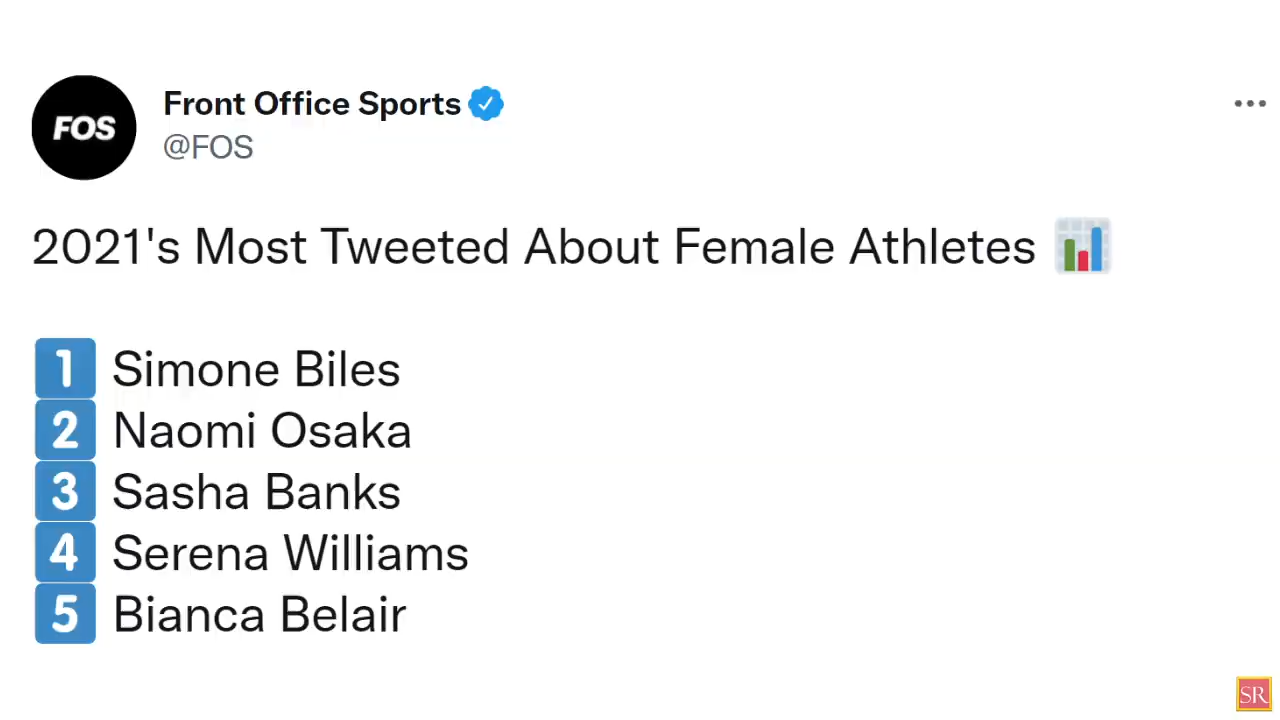 FOS
Front Office Sports
@FOS
2021's Most Tweeted About Female Athletes 📊
1️⃣ Simone Biles
2️⃣ Naomi Osaka
3️⃣ Sasha Banks
4️⃣ Serena Williams
5️⃣ Bianca Belair
SR